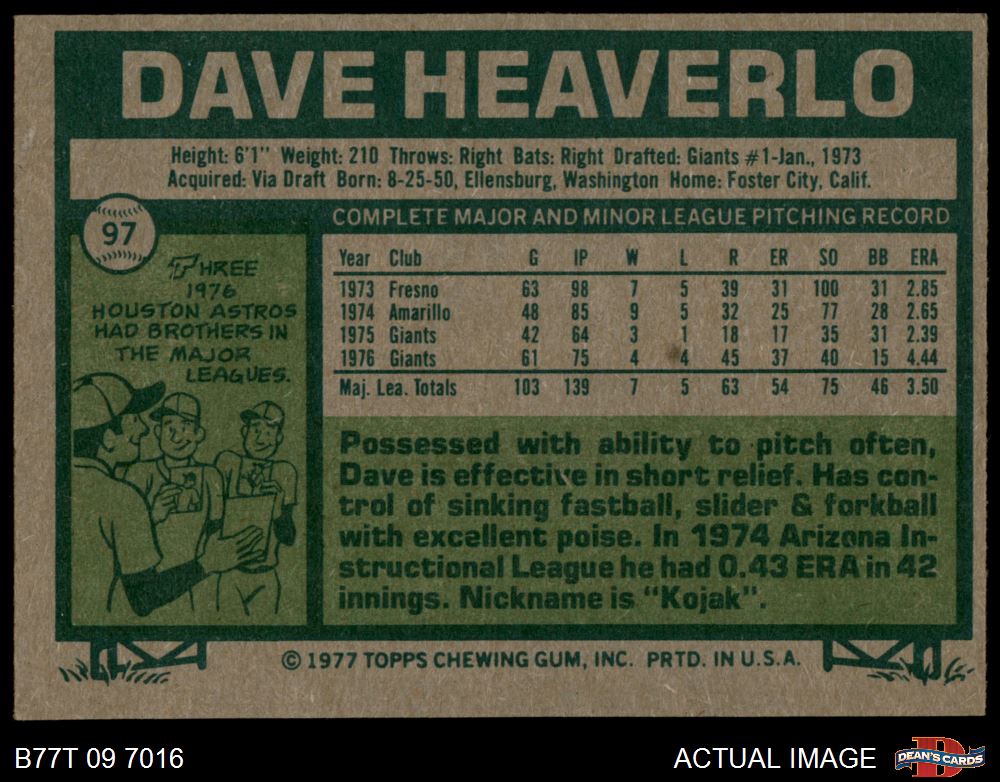 DAVE HEAVERLO
Height: 6'1" Weight: 210 Throws: Right Bats: Right Drafted: Giants #1-Jan., 1973
Acquired: Via Draft Born: 8-25-50, Ellensburg, Washington Home: Foster City, Calif.
97
THREE
1976
HOUSTON ASTROS
HAD BROTHERS IN
THE MAJOR
LEAGUES.
COMPLETE MAJOR AND MINOR LEAGUE PITCHING RECORD
Year Club G IP W L R ER SO BB ERA
1973 Fresno 63 98 7 5 39 31 100 31 2.85
1974 Amarillo 48 85 9 5 32 25 77 28 2.65
1975 Giants 42 64 3 1 18 17 35 31 2.39
1976 Giants 61 75 4 4 45 37 40 15 4.44
Maj. Lea. Totals 103 139 7 5 63 54 75 46 3.50
Possessed with ability to pitch often,
Dave is effective in short relief. Has con-
trol of sinking fastball, slider & forkball
with excellent poise. In 1974 Arizona In-
structional League he had 0.43 ERA in 42
innings. Nickname is "Kojak".
© 1977 TOPPS CHEWING GUM, INC. PRTD. IN U.S.A.
B77T 09 7016
ACTUAL IMAGE
D
DEAN'S CARDS